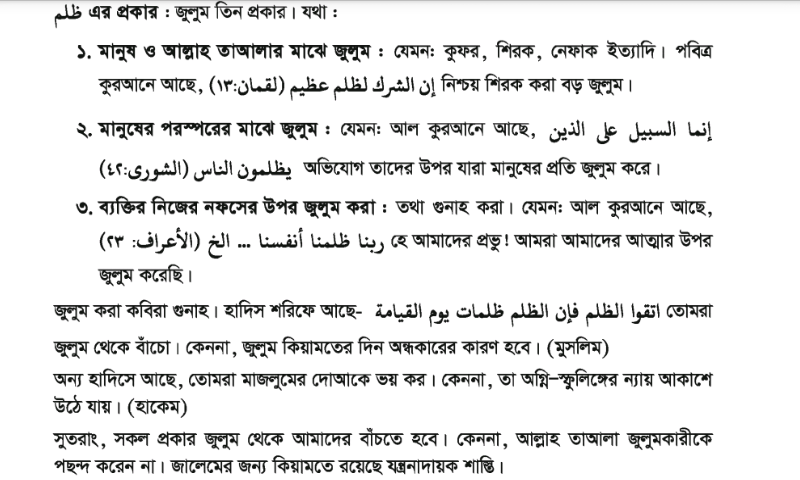 ظلم এর প্রকার : জুলুম তিন প্রকার। যথা :
১. মানুষ ও আল্লাহ তাআলার মাঝে জুলুম : যেমন: কুফর, শিরক, নেফাক ইত্যাদি। পবিত্র
কুরআনে আছে, إن الشرك لظلم عظيم (لقمان:١٣) নিশ্চয় শিরক করা বড় জুলুম।
২. মানুষের পরস্পরের মাঝে জুলুম : যেমন: আল কুরআনে আছে, إنما السبيل على الذين
يظلمون الناس (الشورى:٤٢) অভিযোগ তাদের উপর যারা মানুষের প্রতি জুলুম করে।
৩. ব্যক্তির নিজের নফসের উপর জুলুম করা : তথা গুনাহ করা। যেমন: আল কুরআনে আছে,
ربنا ظلمنا أنفسنا ... الخ (الأعراف: ٢٣) হে আমাদের প্রভু! আমরা আমাদের আত্মার উপর
জুলুম করেছি।
জুলুম করা কবিরা গুনাহ। হাদিস শরিফে আছে- اتقوا الظلم فإن الظلم ظلمات يوم القيامة তোমরা
জুলুম থেকে বাঁচো। কেননা, জুলুম কিয়ামতের দিন অন্ধকারের কারণ হবে। (মুসলিম)
অন্য হাদিসে আছে, তোমরা মাজলুমের দোআকে ভয় কর। কেননা, তা অগ্নি-স্ফুলিঙ্গের ন্যায় আকাশে
উঠে যায়। (হাকেম)
সুতরাং, সকল প্রকার জুলুম থেকে আমাদের বাঁচতে হবে। কেননা, আল্লাহ তাআলা জুলুমকারীকে
পছন্দ করেন না। জালেমের জন্য কিয়ামতে রয়েছে যন্ত্রনাদায়ক শাস্তি।